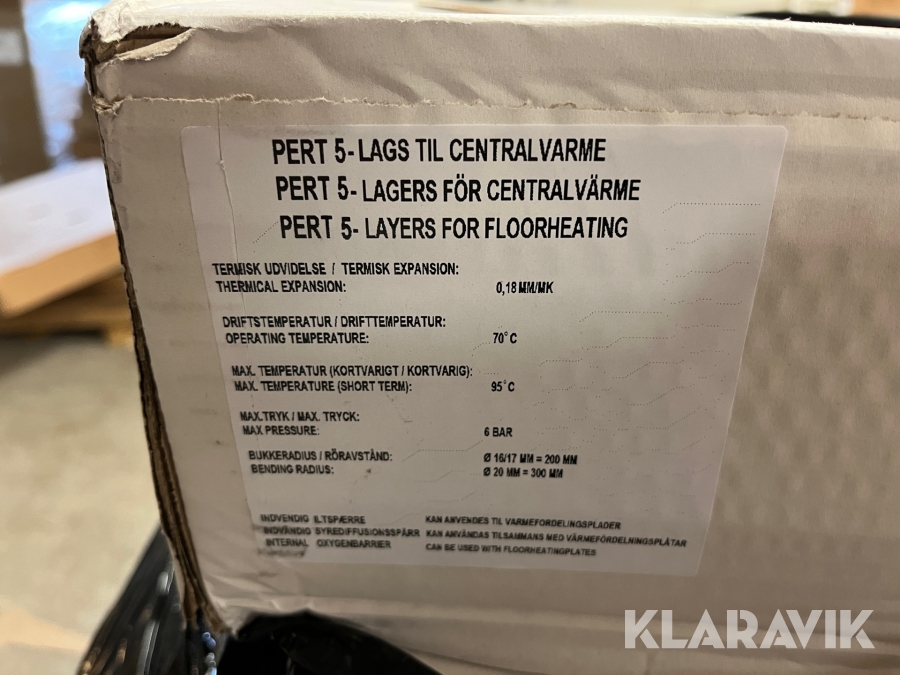 PERT 5-LAGS TIL CENTRALVARME
PERT 5-LAGERS FÖR CENTRALVÄRME
PERT 5-LAYERS FOR FLOORHEATING
TERMISK UDVIDELSE / TERMISK EXPANSION:
THERMICAL EXPANSION: 0,18 MM/MK
DRIFTSTEMPERATUR / DRIFTTEMPERATUR:
OPERATING TEMPERATURE: 70°C
MAX. TEMPERATUR (KORTVARIGT / KORTVARIG):
MAX. TEMPERATURE (SHORT TERM): 95°C
MAX.TRYK / MAX. TRYCK:
MAX PRESSURE: 6 BAR
BUKKERADIUS / RÖRAVSTÅND: Ø 16/17 MM = 200 MM
BENDING RADIUS: Ø 20 MM = 300 MM
INDVENDIG ILTSPÆRRE KAN ANVENDES TIL VARMEFORDELINGSPLADER
INDVÄNDIG SYREDIFFUSIONSSPÄRR KAN ANVÄNDAS TILSAMMANS MED VÄRMEFÖRDELNINGSPLÅTAR
INTERNAL OXYGENBARRIER CAN BE USED WITH FLOORHEATINGPLATES
KLARAVIK